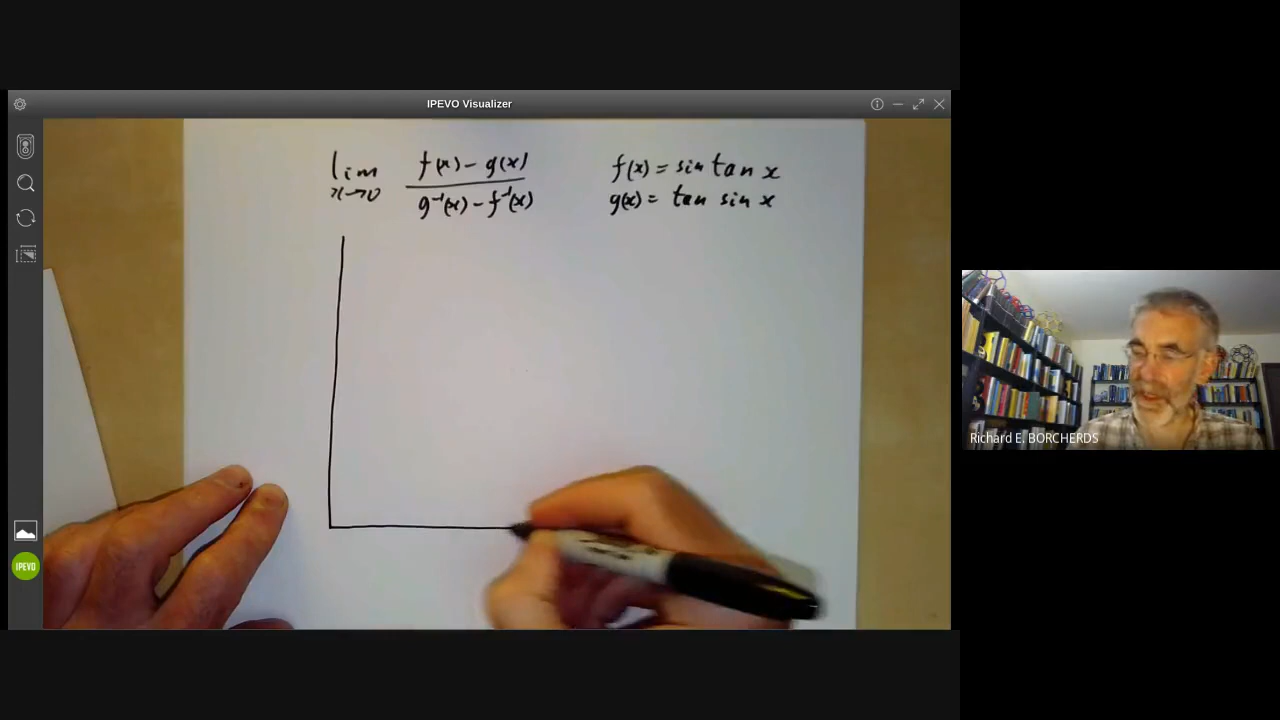 IPEVO Visualizer
lim x→0 f(x) - g(x) / g⁻¹(x) - f⁻¹(x)
f(x) = sin tan x
g(x) = tan sin x
Richard E. BORCHERDS
IPEVO